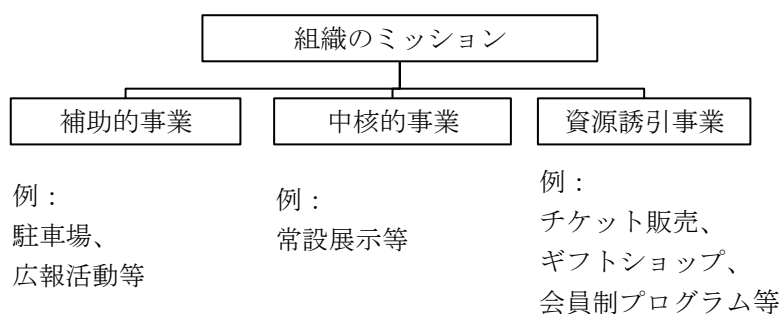 組織のミッション
補助的事業
中核的事業
資源誘引事業
例：
駐車場、
広報活動等
例：
常設展示等
例：
チケット販売、
ギフトショップ、
会員制プログラム等